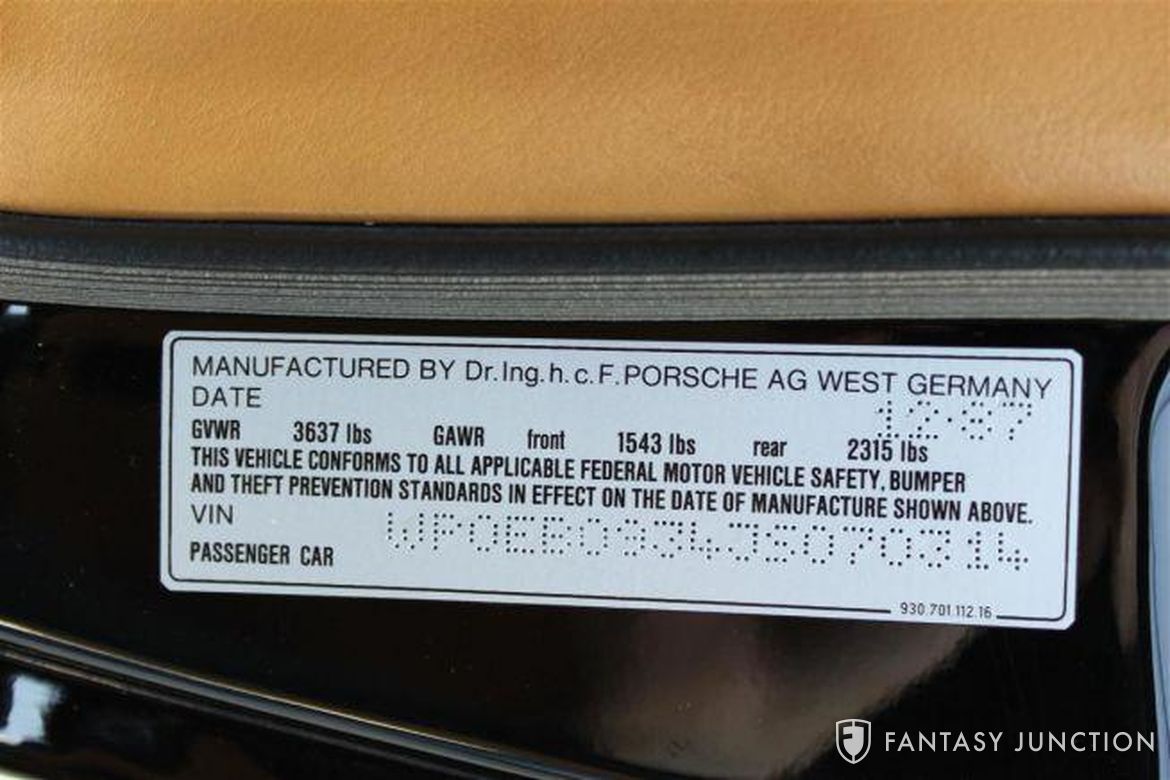 MANUFACTURED BY Dr.Ing.h.c.F.PORSCHE AG WEST GERMANY
DATE 12·87
GVWR 3637 lbs GAWR front 1543 lbs rear 2315 lbs
THIS VEHICLE CONFORMS TO ALL APPLICABLE FEDERAL MOTOR VEHICLE SAFETY, BUMPER
AND THEFT PREVENTION STANDARDS IN EFFECT ON THE DATE OF MANUFACTURE SHOWN ABOVE.
VIN WP0EB0934JS070314
PASSENGER CAR
930.701.112.16
FANTASY JUNCTION